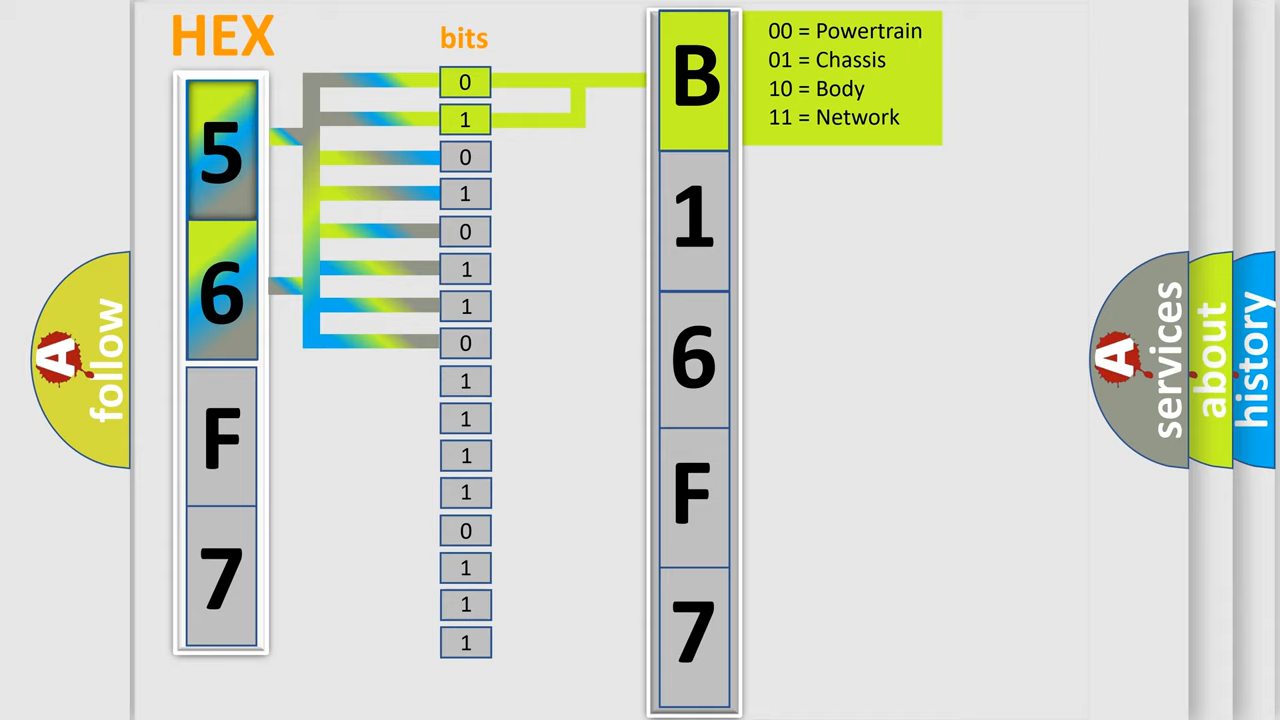 HEX
bits
5
6
F
7
0
1
0
1
0
1
1
0
1
1
1
1
0
1
1
1
B
1
6
F
7
00 = Powertrain
01 = Chassis
10 = Body
11 = Network
A
follow
A
services
about
history